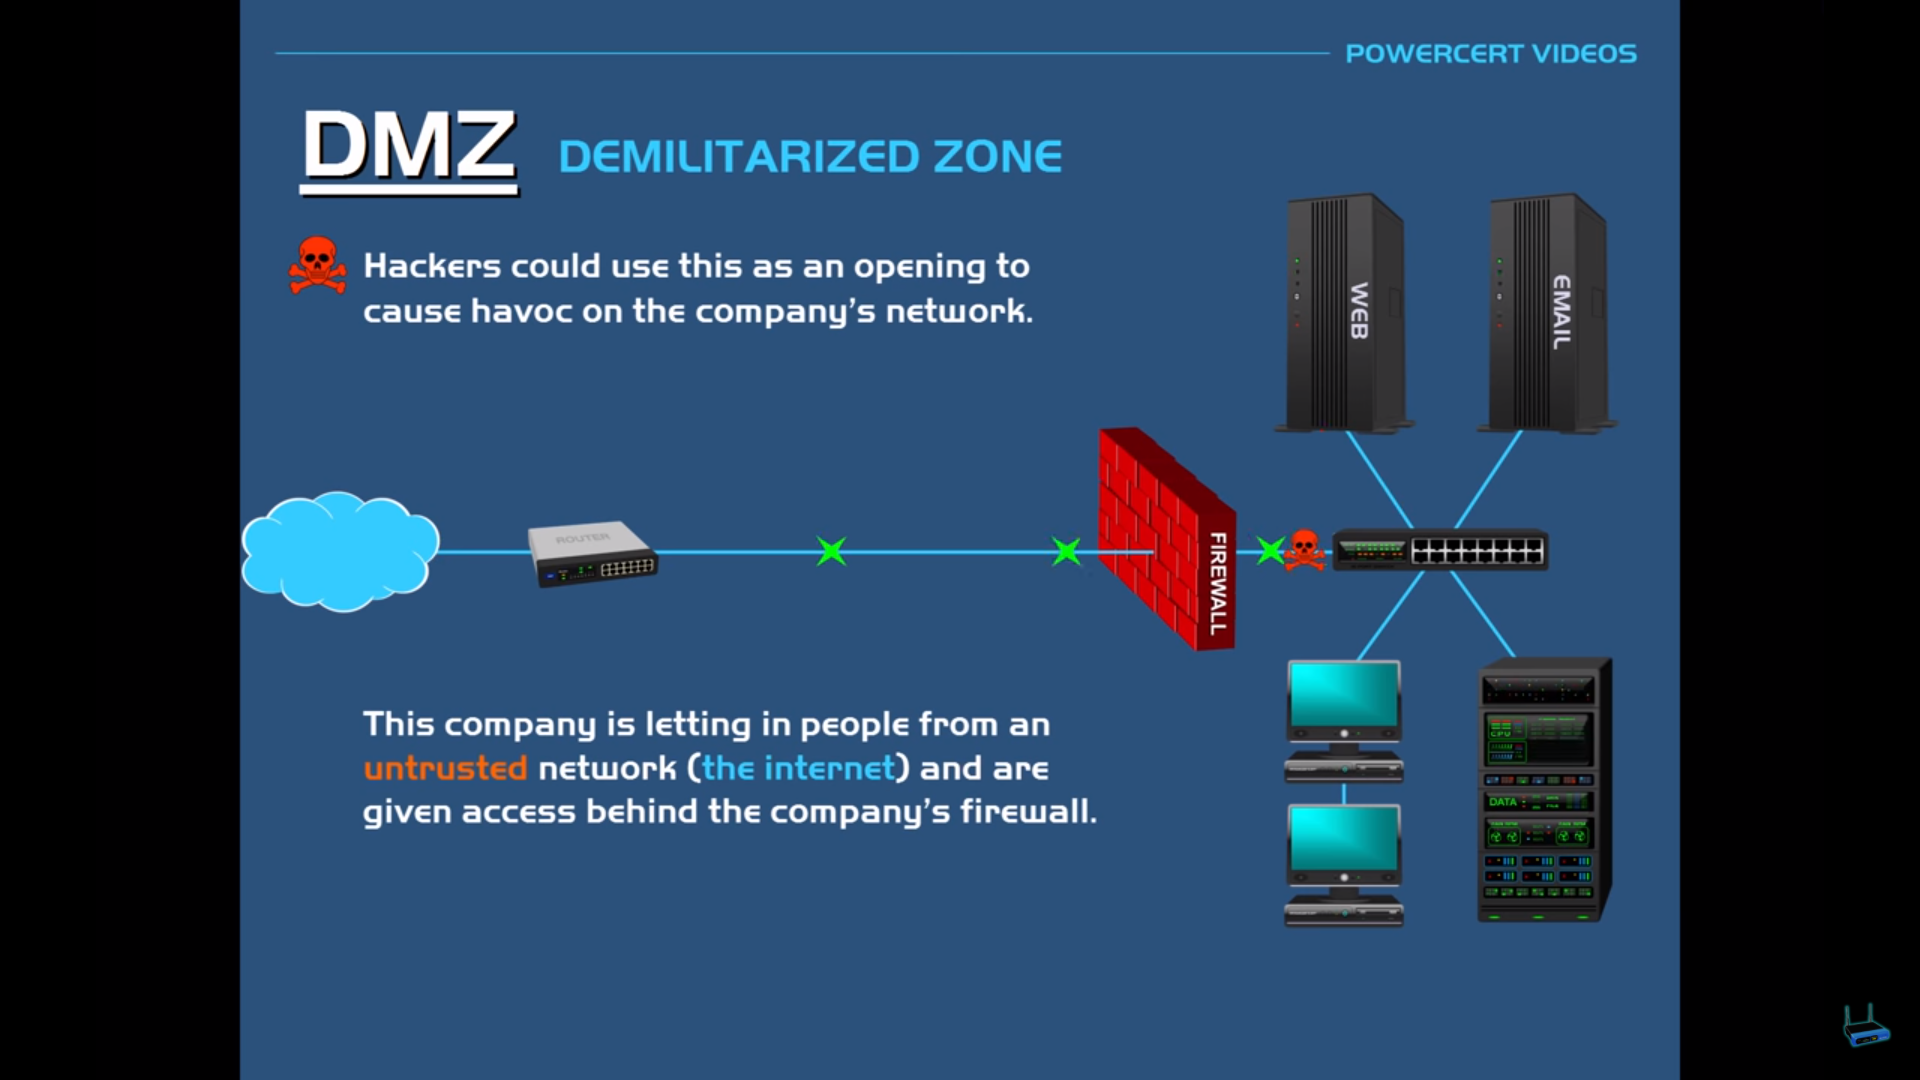 POWERCERT VIDEOS
DMZ DEMILITARIZED ZONE
Hackers could use this as an opening to
cause havoc on the company's network.
WEB
EMAIL
ROUTER
FIREWALL
This company is letting in people from an
untrusted network (the internet) and are
given access behind the company's firewall.
CPU
DATA